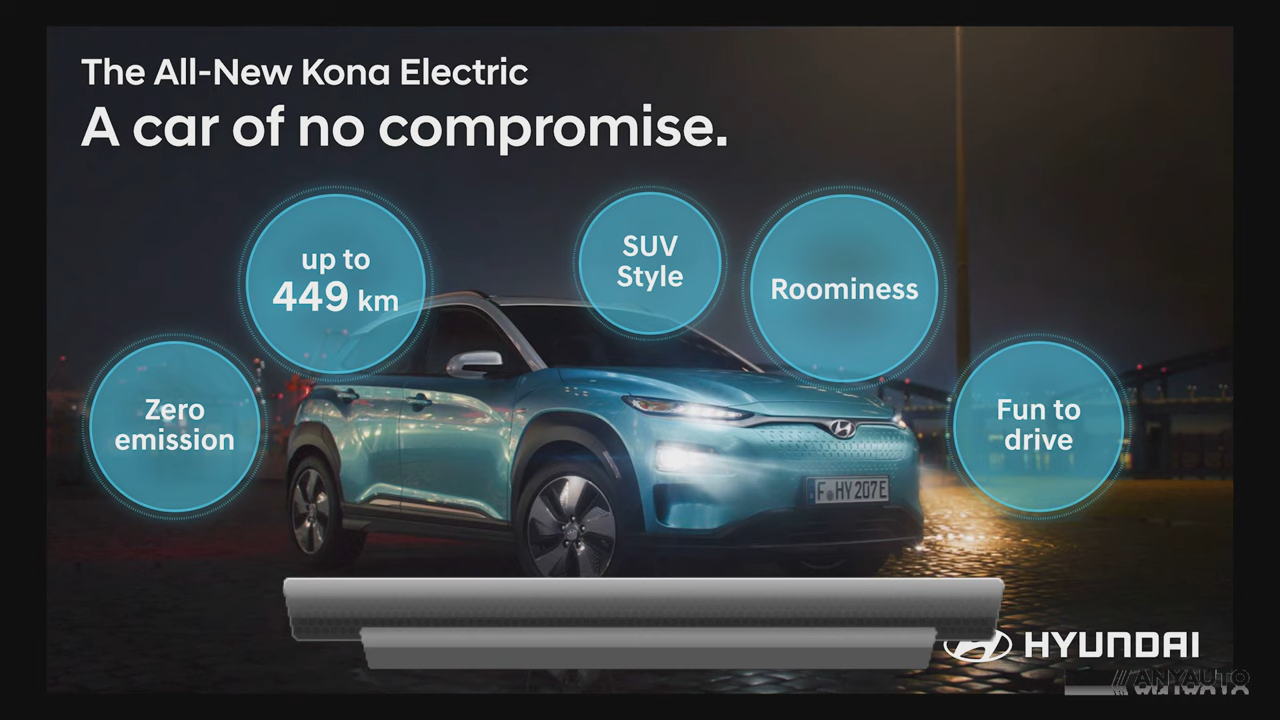 The All-New Kona Electric
A car of no compromise.
up to
449 km
SUV
Style
Roominess
Zero
emission
Fun to
drive
F HY 207E
HYUNDAI
ANYAUTO